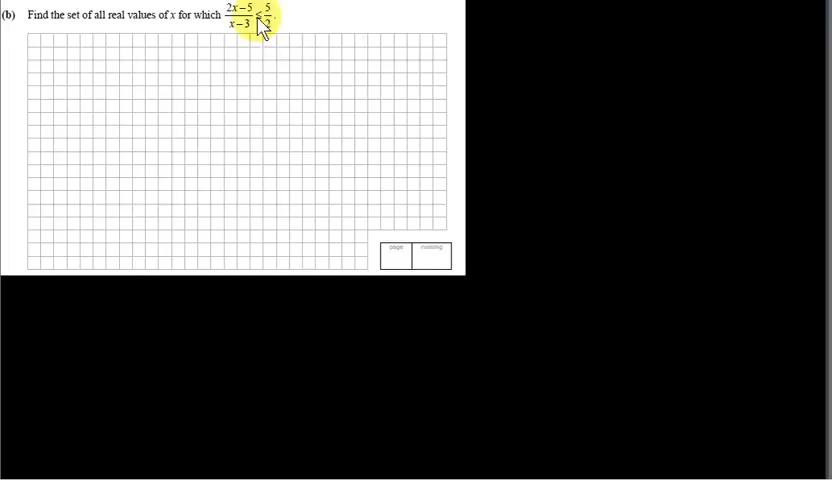 (b) Find the set of all real values of x for which (2x−5)/(x−3) ≤ 5/2.
page running